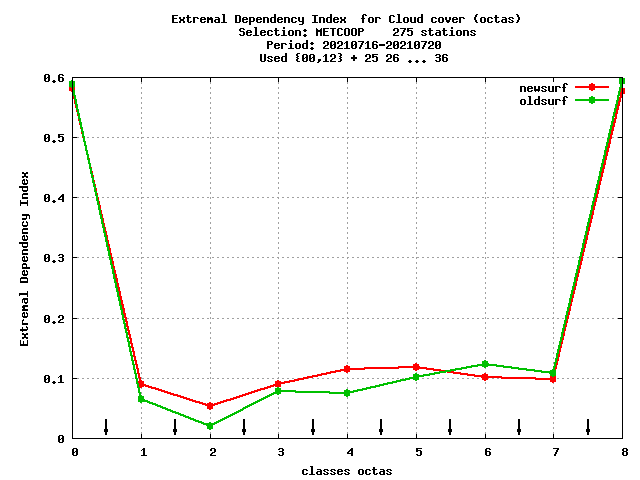 Extremal Dependency Index  for Cloud cover (octas)
Selection: METCOOP    275 stations
Period: 20210716-20210720
Used {00,12} + 25 26 ... 36
newsurf
oldsurf
0.6
0.5
0.4
0.3
0.2
0.1
0
Extremal Dependency Index
0 1 2 3 4 5 6 7 8
classes octas